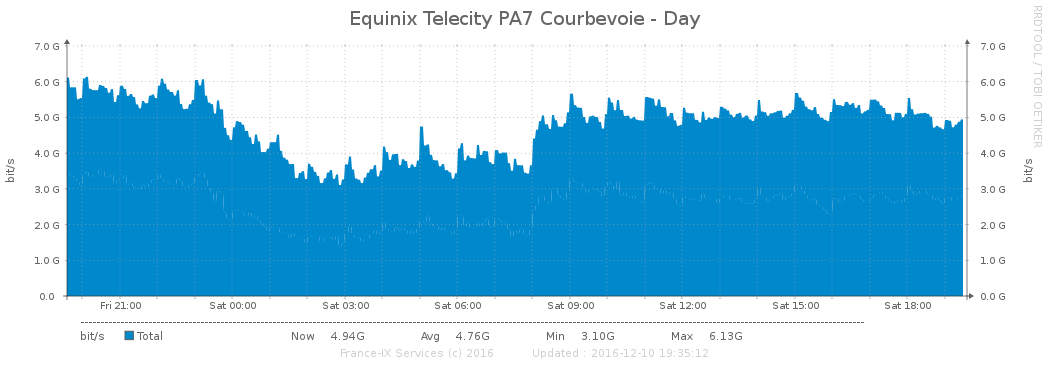 Equinix Telecity PA7 Courbevoie - Day
RRDTOOL / TOBI OETIKER
bit/s
bit/s
7.0 G 7.0 G
6.0 G 6.0 G
5.0 G 5.0 G
4.0 G 4.0 G
3.0 G 3.0 G
2.0 G 2.0 G
1.0 G 1.0 G
0.0 0.0 G
Fri 21:00 Sat 00:00 Sat 03:00 Sat 06:00 Sat 09:00 Sat 12:00 Sat 15:00 Sat 18:00
bit/s Total Now 4.94G Avg 4.76G Min 3.10G Max 6.13G
France-IX Services (c) 2016 Updated : 2016-12-10 19:35:12